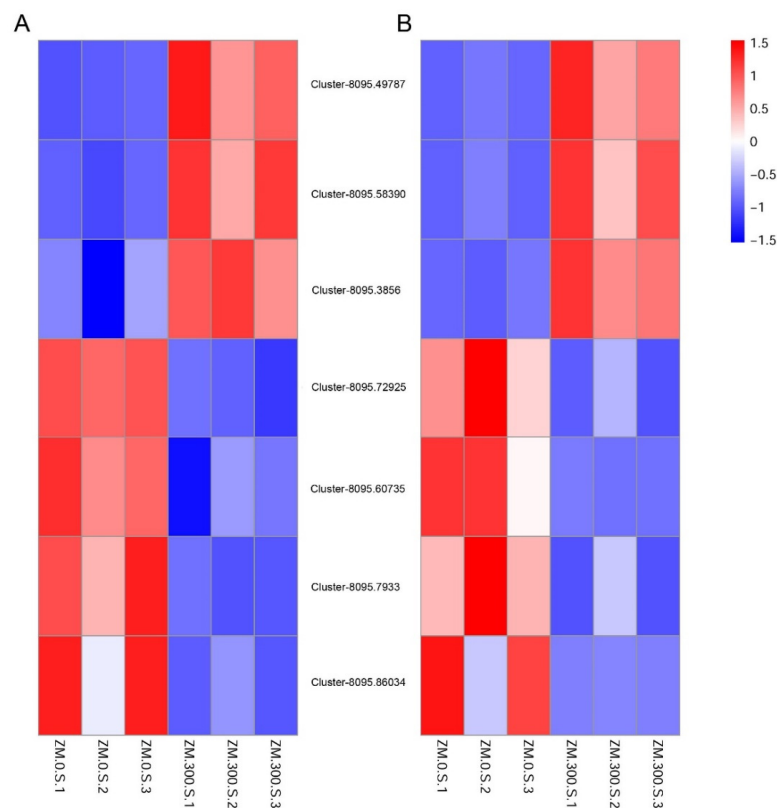 A
B
Cluster-8095.49787
Cluster-8095.58390
Cluster-8095.3856
Cluster-8095.72925
Cluster-8095.60735
Cluster-8095.7933
Cluster-8095.86034
1.5
1
0.5
0
−0.5
−1
−1.5
ZM.0.S.1
ZM.0.S.2
ZM.0.S.3
ZM.300.S.1
ZM.300.S.2
ZM.300.S.3
ZM.0.S.1
ZM.0.S.2
ZM.0.S.3
ZM.300.S.1
ZM.300.S.2
ZM.300.S.3